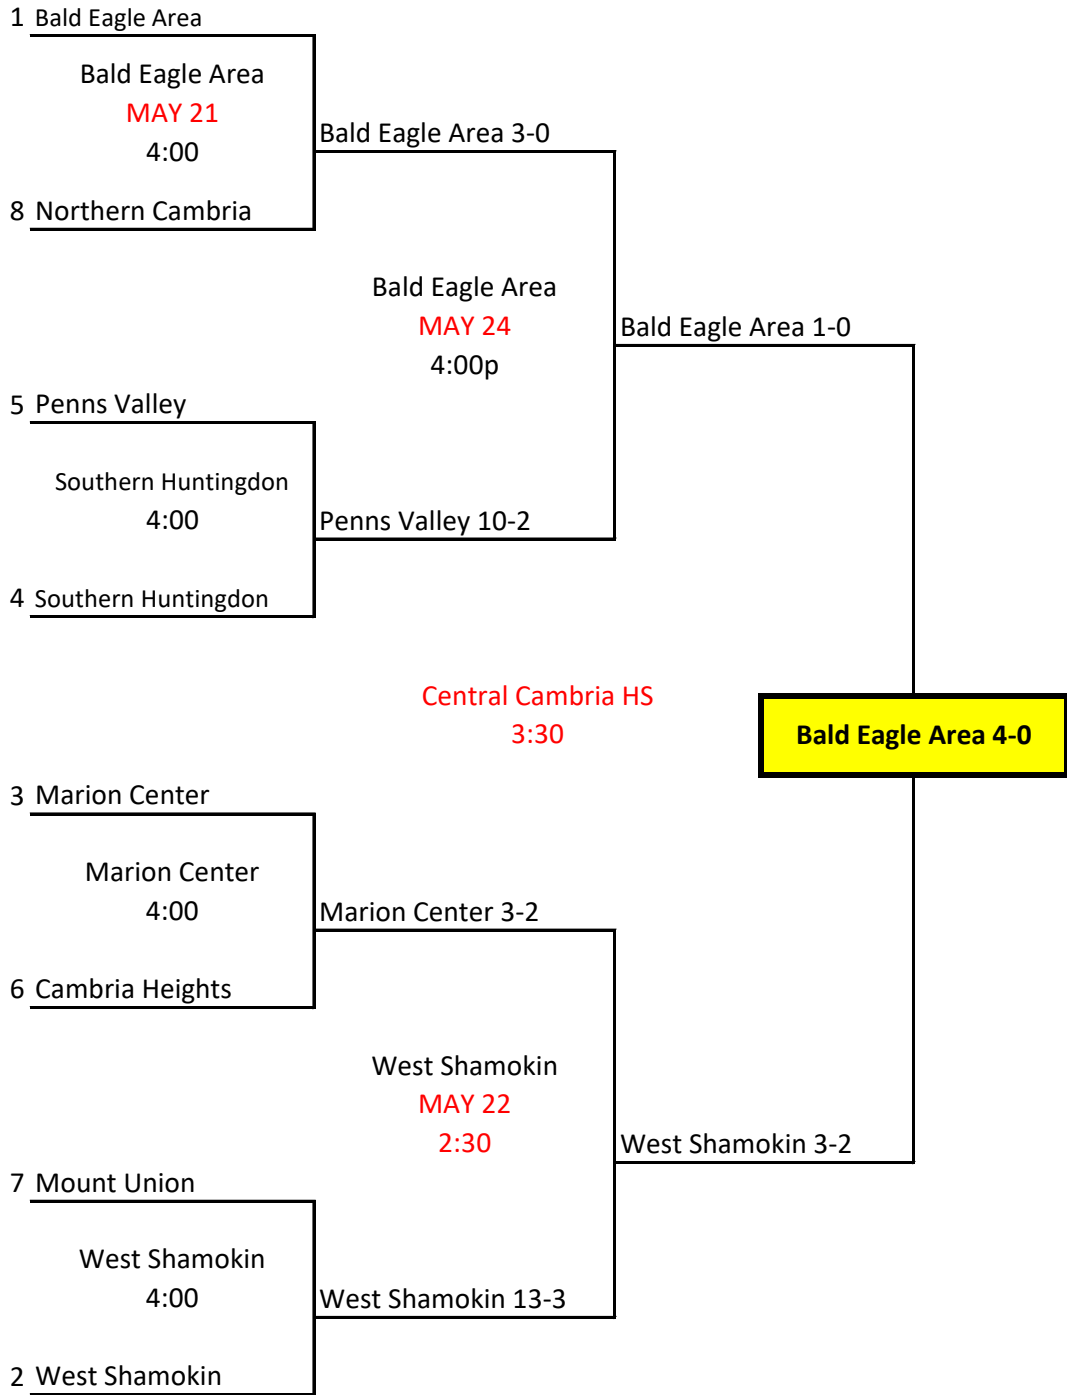 1 Bald Eagle Area
Bald Eagle Area
MAY 21
4:00
Bald Eagle Area 3-0
8 Northern Cambria
Bald Eagle Area
MAY 24
4:00p
Bald Eagle Area 1-0
5 Penns Valley
Southern Huntingdon
4:00
Penns Valley 10-2
4 Southern Huntingdon
Central Cambria HS
3:30
Bald Eagle Area 4-0
3 Marion Center
Marion Center
4:00
Marion Center 3-2
6 Cambria Heights
West Shamokin
MAY 22
2:30
West Shamokin 3-2
7 Mount Union
West Shamokin
4:00
West Shamokin 13-3
2 West Shamokin